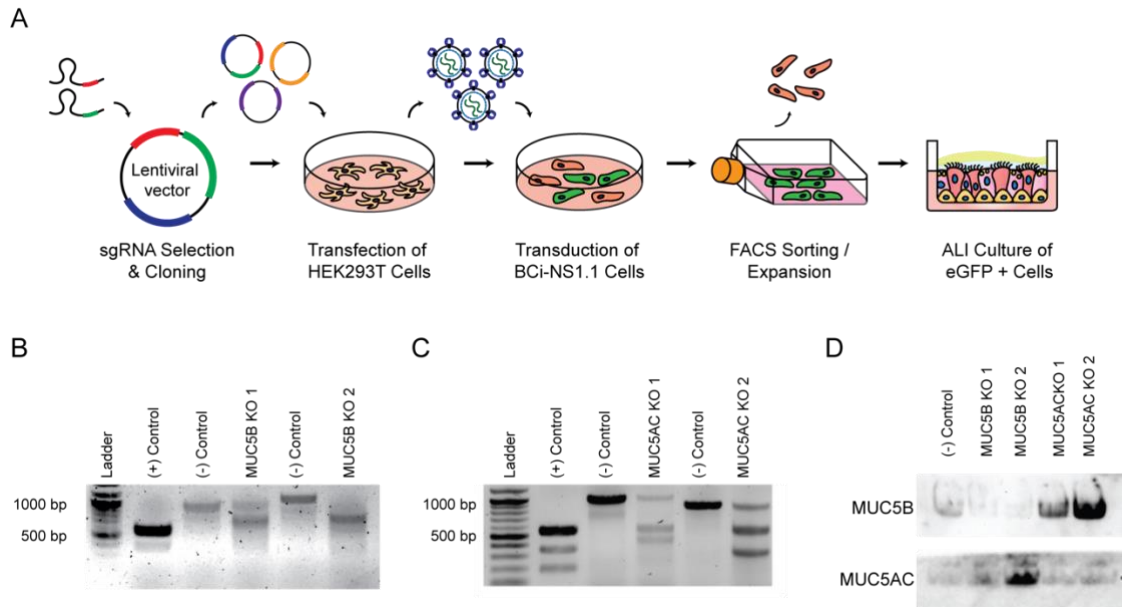 A
Lentiviral
vector
sgRNA Selection
& Cloning
Transfection of
HEK293T Cells
Transduction of
BCi-NS1.1 Cells
FACS Sorting /
Expansion
ALI Culture of
eGFP + Cells
B
Ladder
(+) Control
(-) Control
MUC5B KO 1
(-) Control
MUC5B KO 2
1000 bp
500 bp
C
Ladder
(+) Control
(-) Control
MUC5AC KO 1
(-) Control
MUC5AC KO 2
1000 bp
500 bp
D
(-) Control
MUC5B KO 1
MUC5B KO 2
MUC5ACKO 1
MUC5AC KO 2
MUC5B
MUC5AC